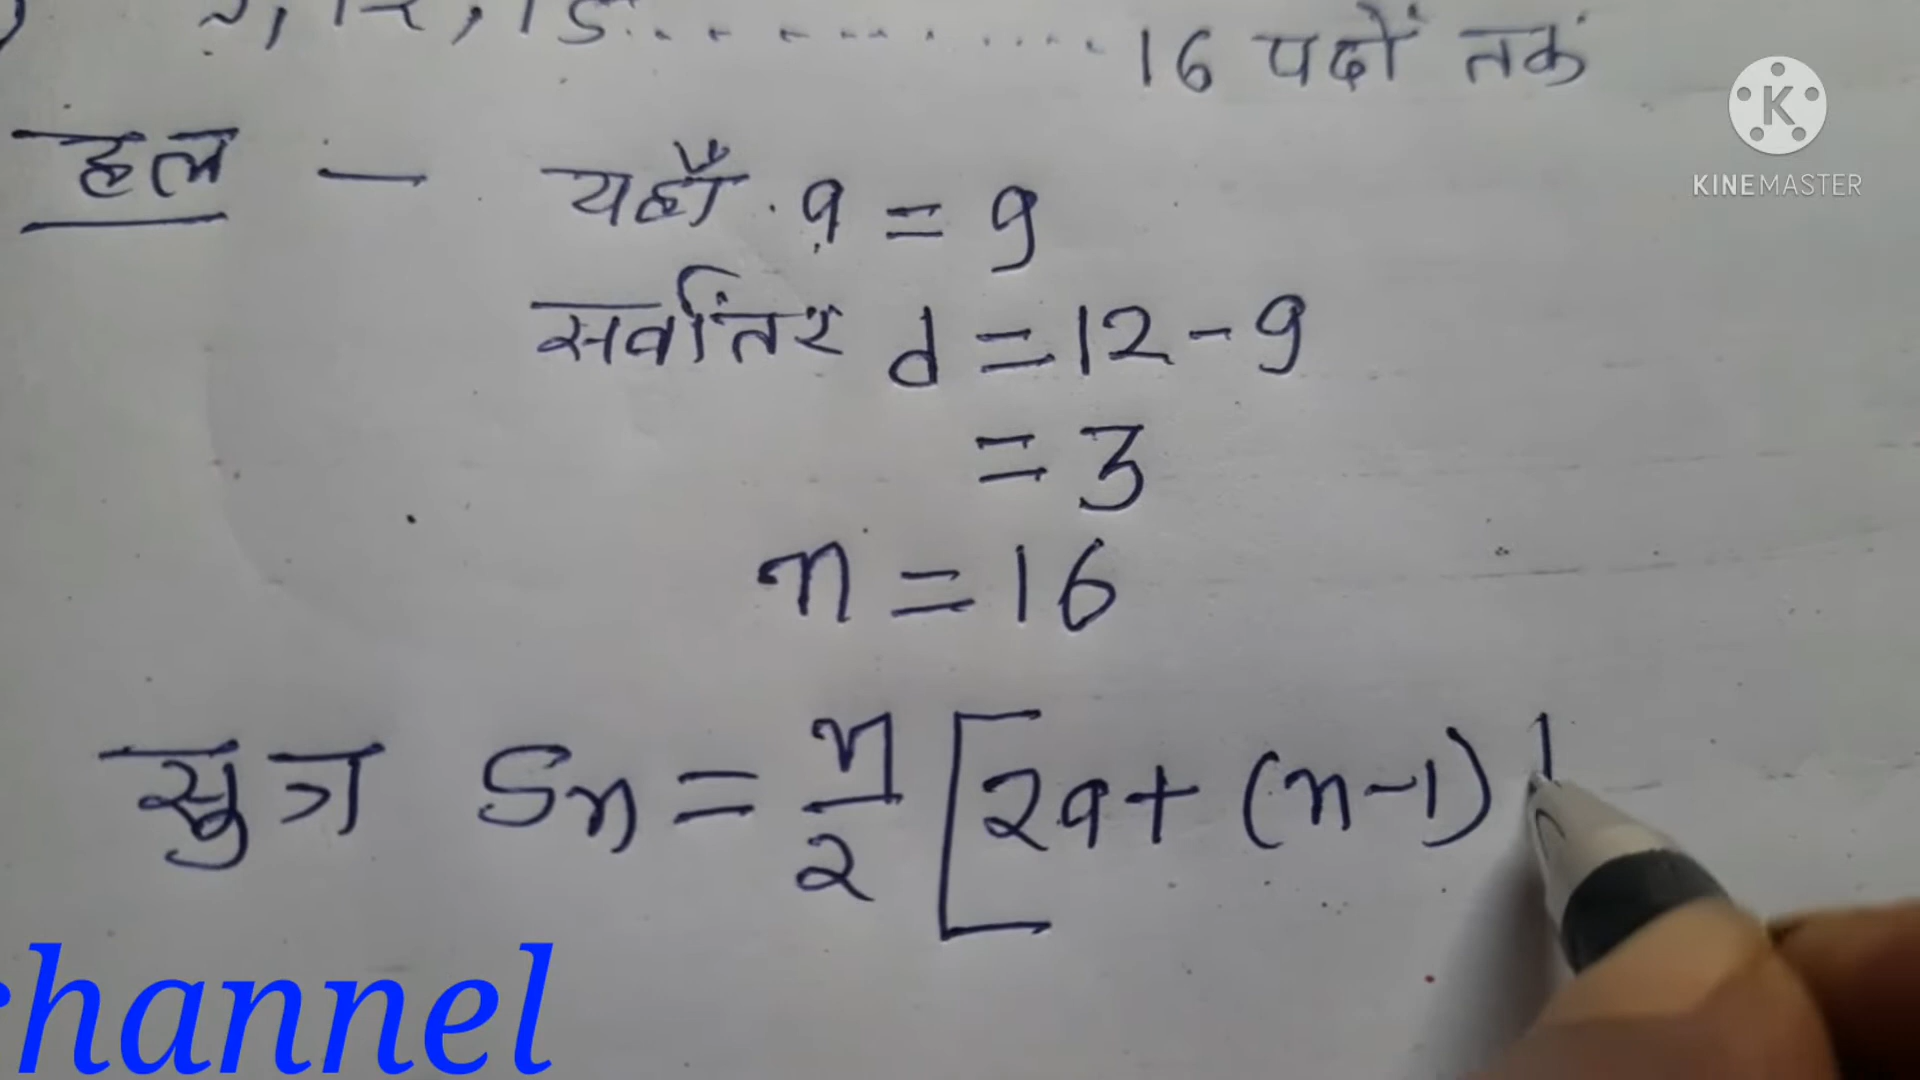 16 पदों तक
हल — यहाँ a = 9
सर्वांतर d = 12 - 9
= 3
n = 16
सुत्र Sn = n/2 [2a + (n-1)
KINEMASTER
hannel